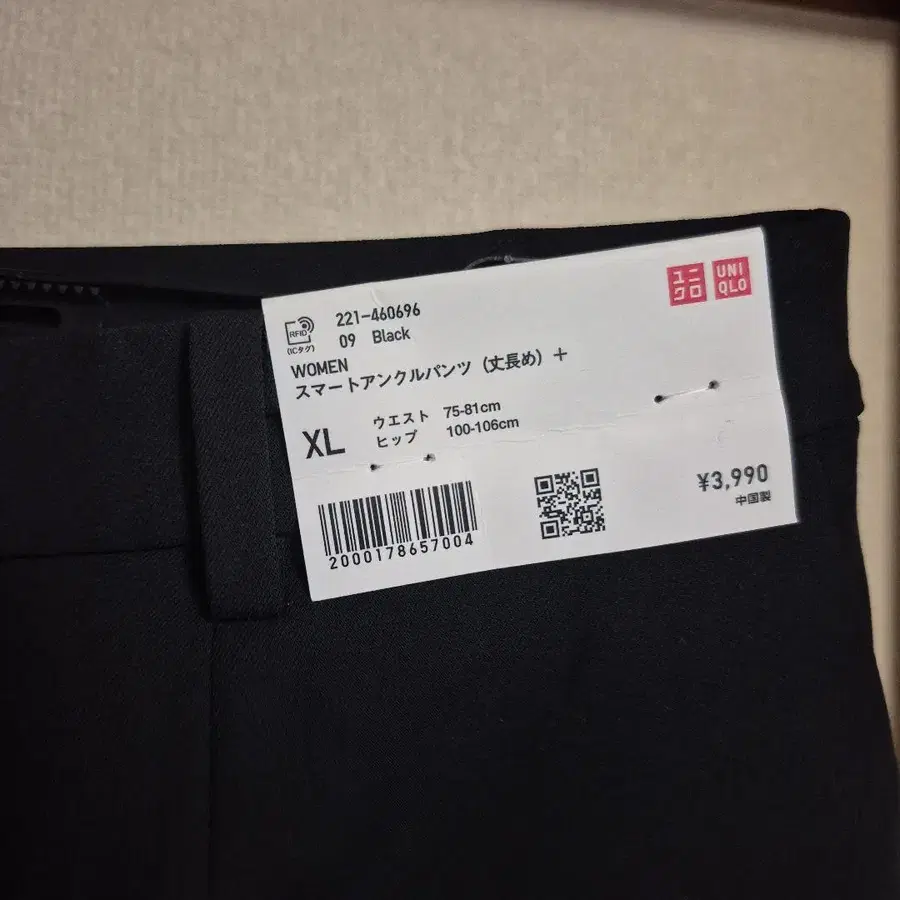 ユニクロ
UNIQLO
RFID
(ICタグ)
221-460696
09 Black
WOMEN
スマートアンクルパンツ (丈長め) +
XL
ウエスト 75-81cm
ヒップ 100-106cm
2000178657004
¥3,990
中国製